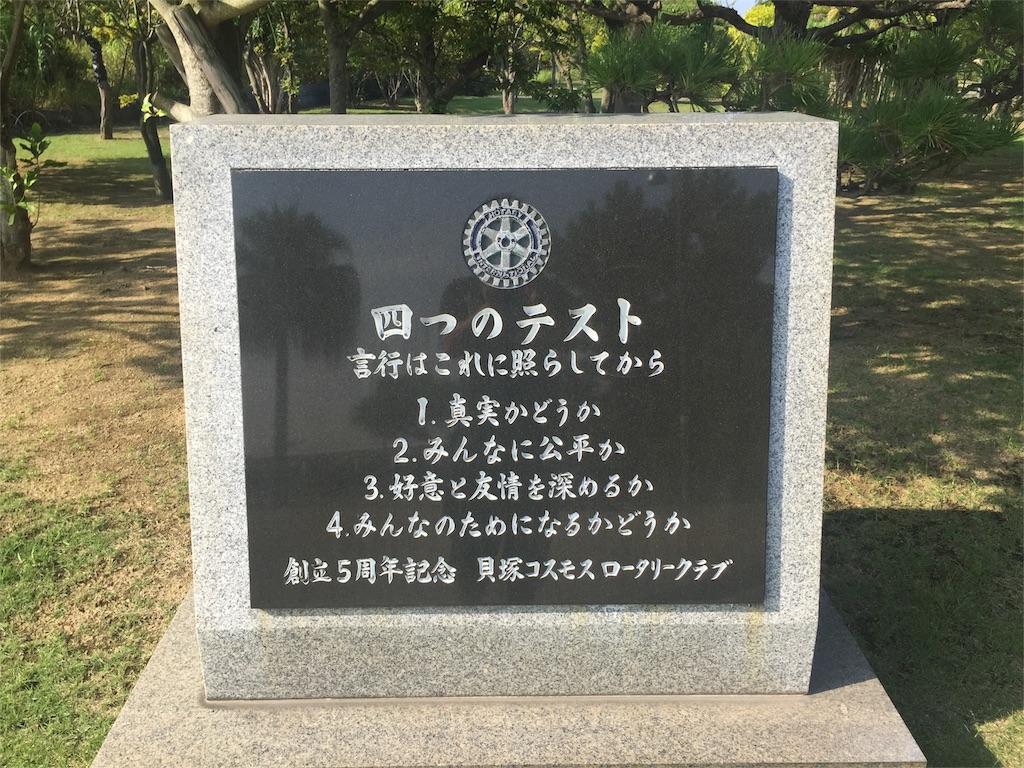 ROTARY
INTERNATIONAL
四つのテスト
言行はこれに照らしてから
1. 真実かどうか
2. みんなに公平か
3. 好意と友情を深めるか
4. みんなのためになるかどうか
創立5周年記念 貝塚コスモス ロータリークラブ